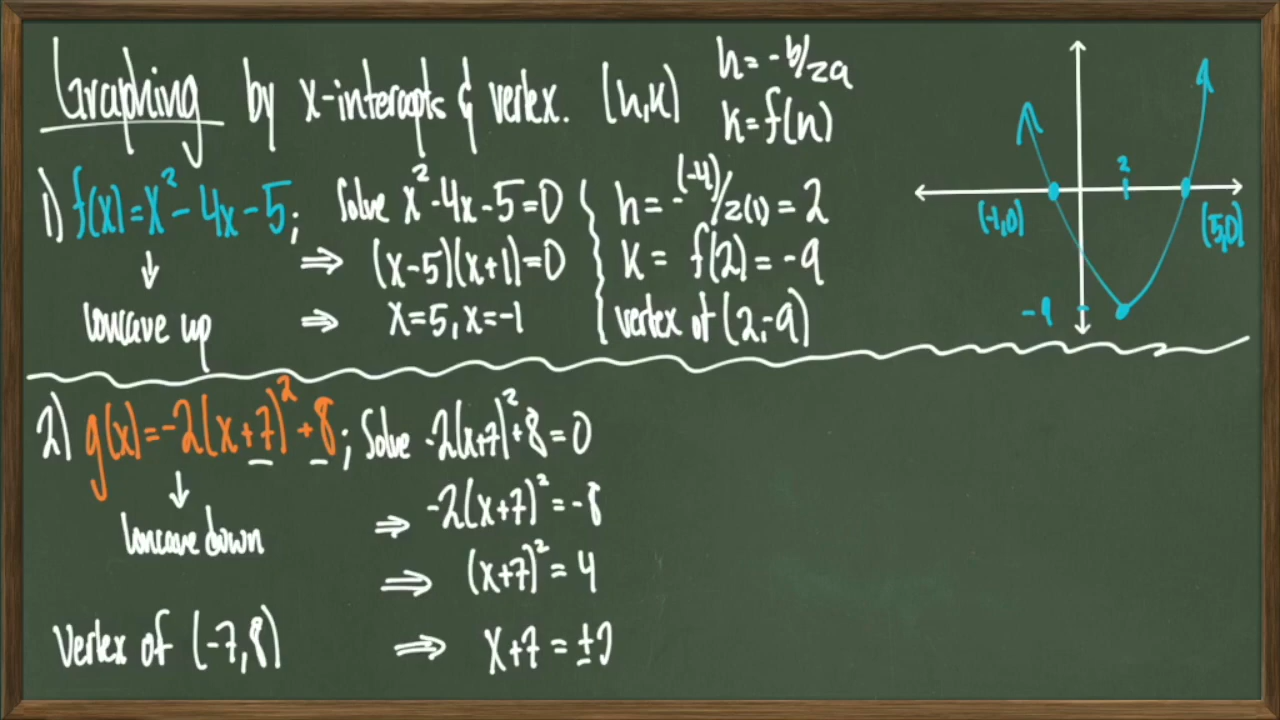 Graphing by x-intercepts & vertex. (h,k)
h = -b/2a
k = f(h)
1) f(x) = x² - 4x - 5; Solve x² - 4x - 5 = 0
⇒ (x-5)(x+1) = 0
⇒ x = 5, x = -1
↓
Concave up
h = -(-4)/2(1) = 2
k = f(2) = -9
vertex of (2,-9)
2
(-1,0)
(5,0)
-9
2) g(x) = -2(x+7)² + 8; Solve -2(x+7)² + 8 = 0
⇒ -2(x+7)² = -8
⇒ (x+7)² = 4
⇒ x+7 = ±
↓
Concave down
Vertex of (-7,8)